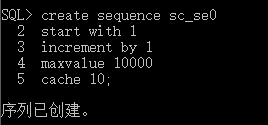 SQL> create sequence sc_se0
2 start with 1
3 increment by 1
4 maxvalue 10000
5 cache 10;
序列已创建。